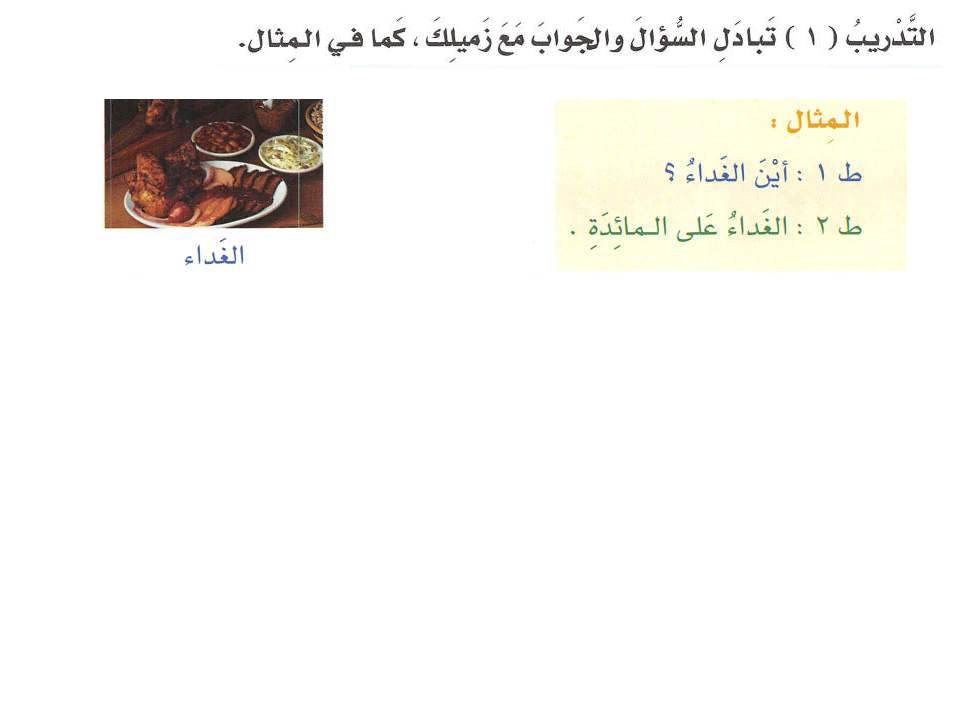 التَّدْريبُ ( ١ ) تَبادَلِ السُّؤالَ والجَوابَ مَعَ زَميلِكَ ، كَما في المِثال.
المِثال :
ط ١ : أيْنَ الغَداءُ ؟
ط ٢ : الغَداءُ عَلى المائِدَةِ .
الغَداء